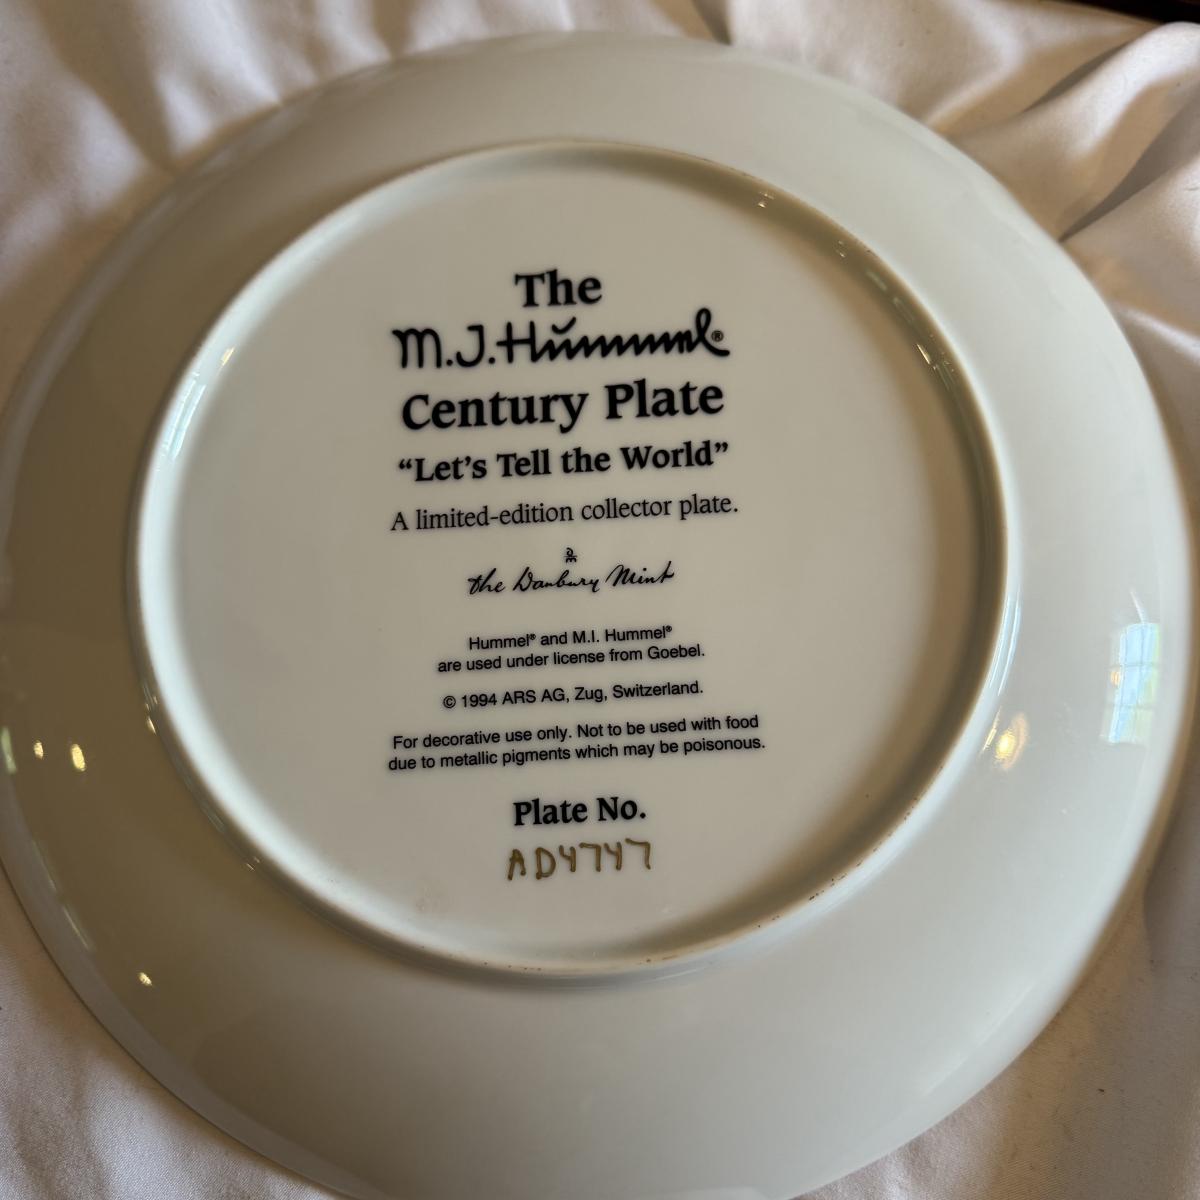 The
M.J. Hummel®
Century Plate
“Let's Tell the World”
A limited-edition collector plate.
DM
the Danbury Mint
Hummel® and M.I. Hummel®
are used under license from Goebel.
© 1994 ARS AG, Zug, Switzerland.
For decorative use only. Not to be used with food
due to metallic pigments which may be poisonous.
Plate No.
AD4747